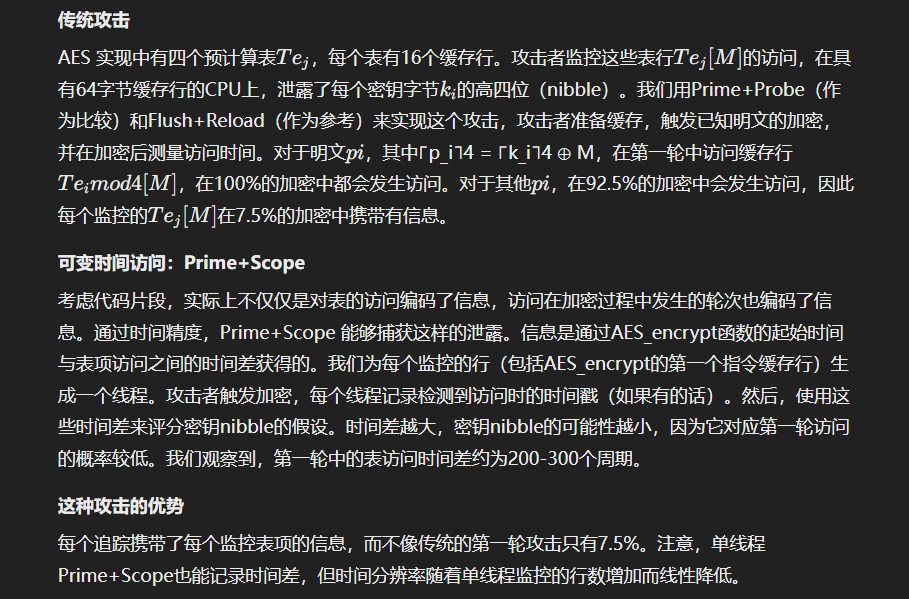 传统攻击
AES 实现中有四个预计算表Te_j，每个表有16个缓存行。攻击者监控这些表行Te_j[M]的访问，在具
有64字节缓存行的CPU上，泄露了每个密钥字节k_i的高四位（nibble）。我们用Prime+Probe（作
为比较）和Flush+Reload（作为参考）来实现这个攻击，攻击者准备缓存，触发已知明文的加密，
并在加密后测量访问时间。对于明文pi，其中⌈p_i⌉4 = ⌈k_i⌉4 ⊕ M，在第一轮中访问缓存行
Te_imod4[M]，在100%的加密中都会发生访问。对于其他pi，在92.5%的加密中会发生访问，因此
每个监控的Te_j[M]在7.5%的加密中携带有信息。
可变时间访问：Prime+Scope
考虑代码片段，实际上不仅仅是对表的访问编码了信息，访问在加密过程中发生的轮次也编码了信
息。通过时间精度，Prime+Scope 能够捕获这样的泄露。信息是通过AES_encrypt函数的起始时间
与表项访问之间的时间差获得的。我们为每个监控的行（包括AES_encrypt的第一个指令缓存行）生
成一个线程。攻击者触发加密，每个线程记录检测到访问时的时间戳（如果有的话）。然后，使用这
些时间差来评分密钥nibble的假设。时间差越大，密钥nibble的可能性越小，因为它对应第一轮访问
的概率较低。我们观察到，第一轮中的表访问时间差约为200-300个周期。
这种攻击的优势
每个追踪携带了每个监控表项的信息，而不像传统的第一轮攻击只有7.5%。注意，单线程
Prime+Scope也能记录时间差，但时间分辨率随着单线程监控的行数增加而线性降低。